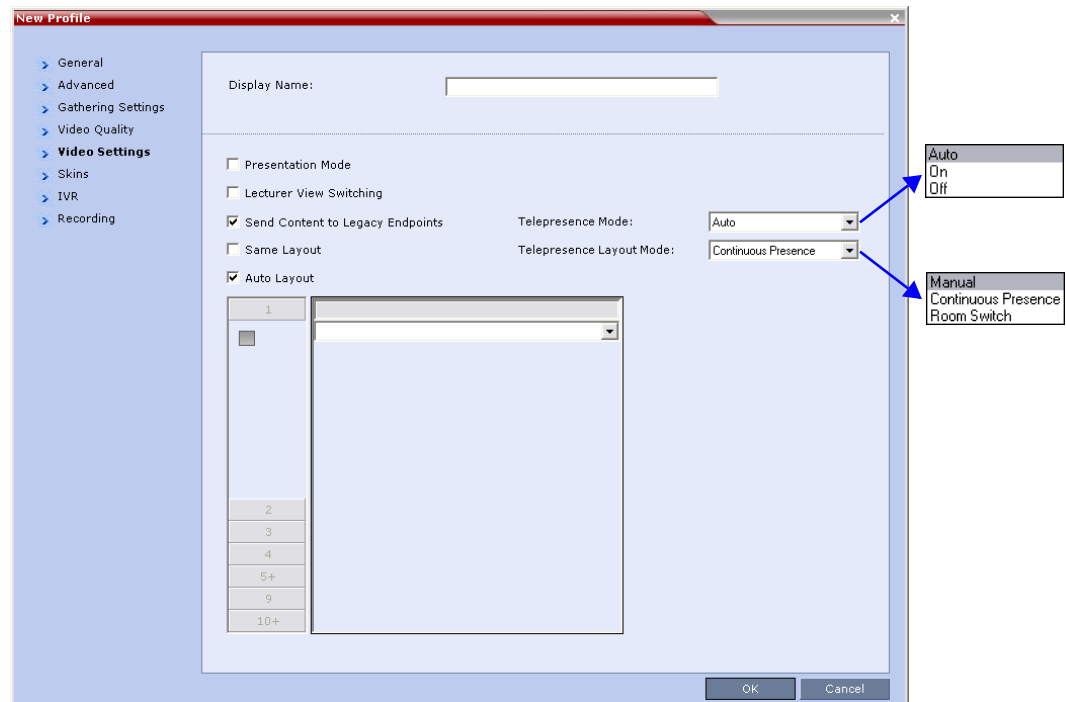 New Profile
General
Advanced
Gathering Settings
Video Quality
Video Settings
Skins
IVR
Recording
Display Name:
Presentation Mode
Lecturer View Switching
Send Content to Legacy Endpoints
Telepresence Mode: Auto
Same Layout
Telepresence Layout Mode: Continuous Presence
Auto Layout
1
2
3
4
5+
9
10+
OK Cancel
Auto
On
Off
Manual
Continuous Presence
Room Switch